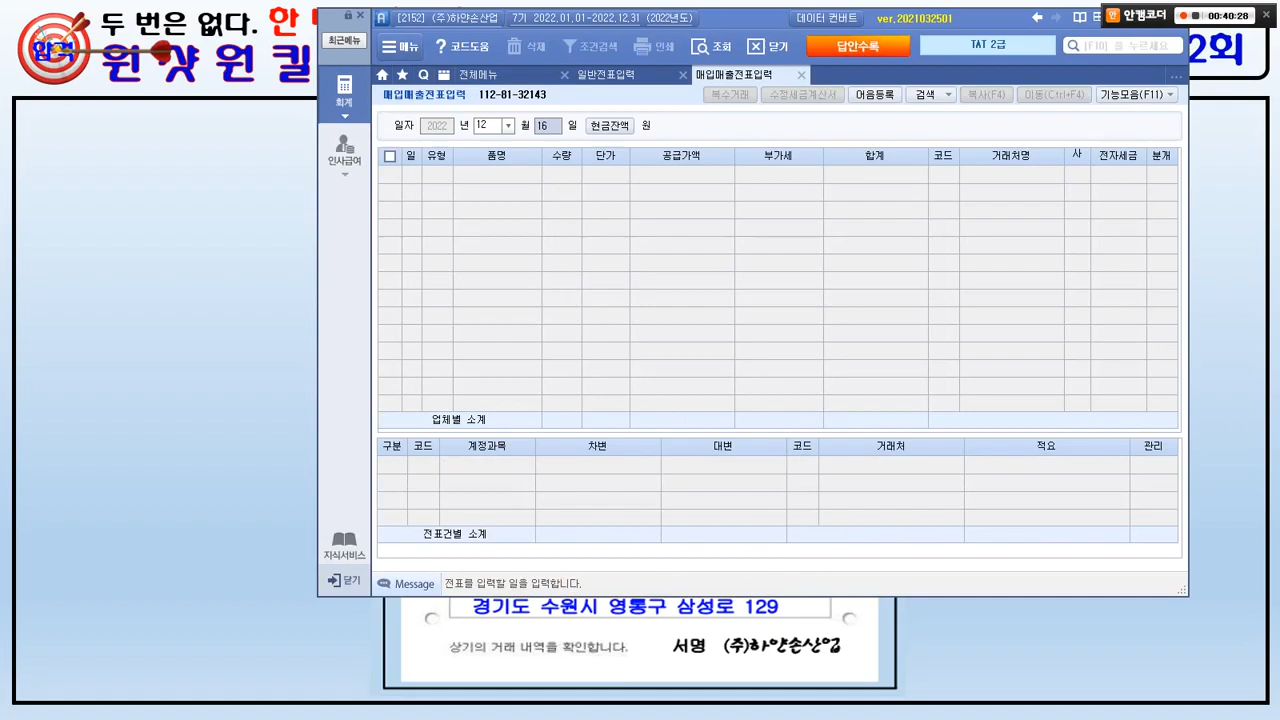 두 번은 없다. 한
원 샷 원 킬
합격
2회
안캠코더
00:40:28
[2152] (주)하얀손산업
7기 2022.01.01~2022.12.31 (2022년도)
데이터 컨버트
ver.2021032501
최근메뉴
메뉴
코드도움
삭제
조건검색
인쇄
조회
닫기
답안수록
TAT 2급
[F10] 을 누르세요
전체메뉴
일반전표입력
매입매출전표입력
매입매출전표입력 112-81-32143
복수거래
수정세금계산서
어음등록
검색
복사(F4)
이동(Ctrl+F4)
기능모음(F11)
회계
인사급여
지식서비스
닫기
일자 2022 년 12 월 16 일 현금잔액 원
일 유형 품명 수량 단가 공급가액 부가세 합계 코드 거래처명 사 전자세금 분개
업체별 소계
구분 코드 계정과목 차변 대변 코드 거래처 적요 관리
전표건별 소계
Message 전표를 입력할 일을 입력합니다.
경기도 수원시 영통구 삼성로 129
상기의 거래 내역을 확인합니다. 서명 (주)하얀손산업